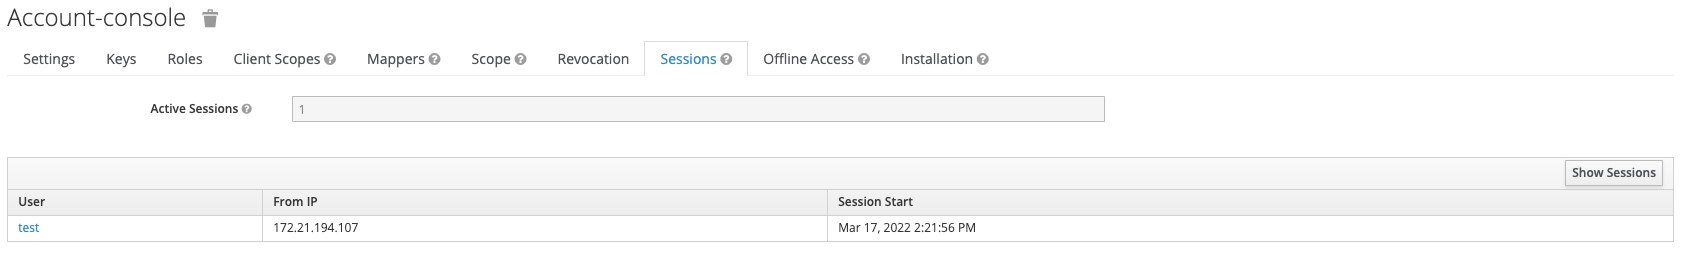 Account-console
Settings Keys Roles Client Scopes Mappers Scope Revocation Sessions Offline Access Installation
Active Sessions 1
Show Sessions
User From IP Session Start
test 172.21.194.107 Mar 17, 2022 2:21:56 PM